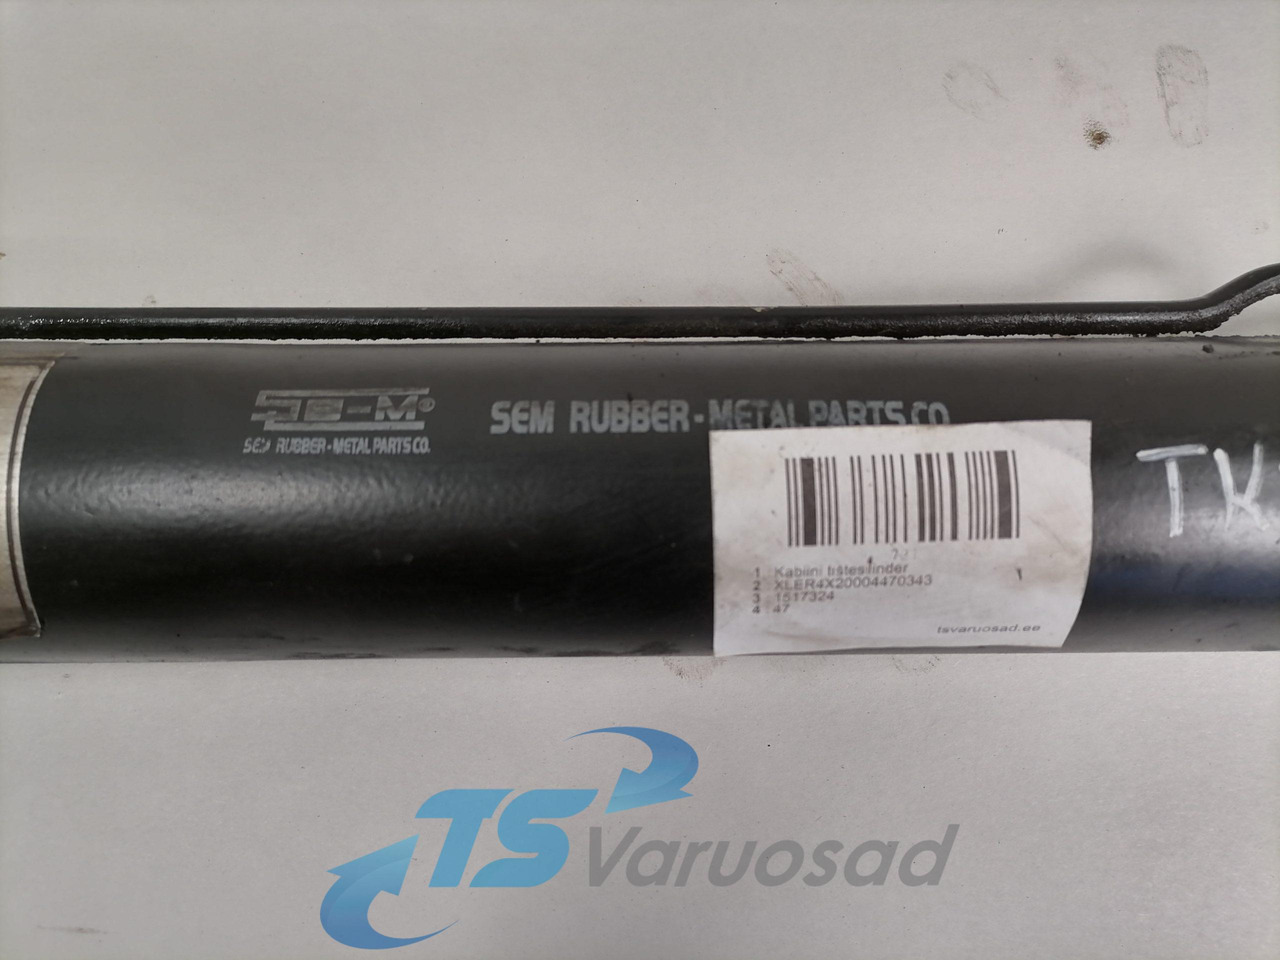 SEM RUBBER-METAL PARTS CO.
SE-M®
SEM RUBBER-METAL PARTS CO.
TK
1 : Kabiini tõstesilinder
2 : XLER4X20004470343
3 : 1517324
4 : 47
tsvaruosad.ee
TS Varuosad